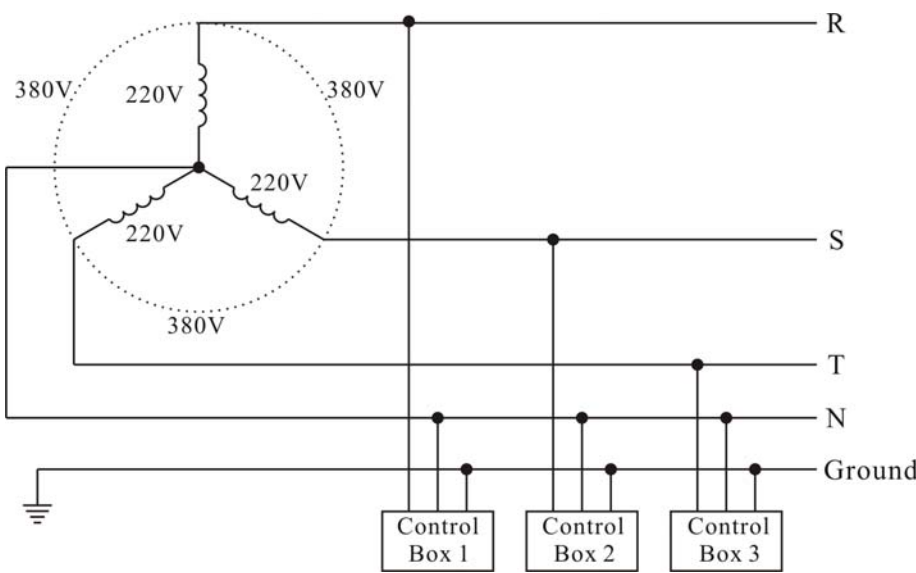 R
380V
380V
220V
220V
220V
S
380V
T
N
Ground
Control
Box 1
Control
Box 2
Control
Box 3